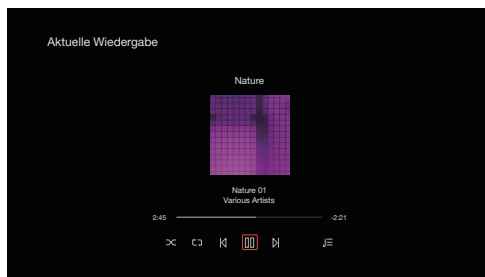 Aktuelle Wiedergabe
Nature
Nature 01
Various Artists
2:45
-2:21